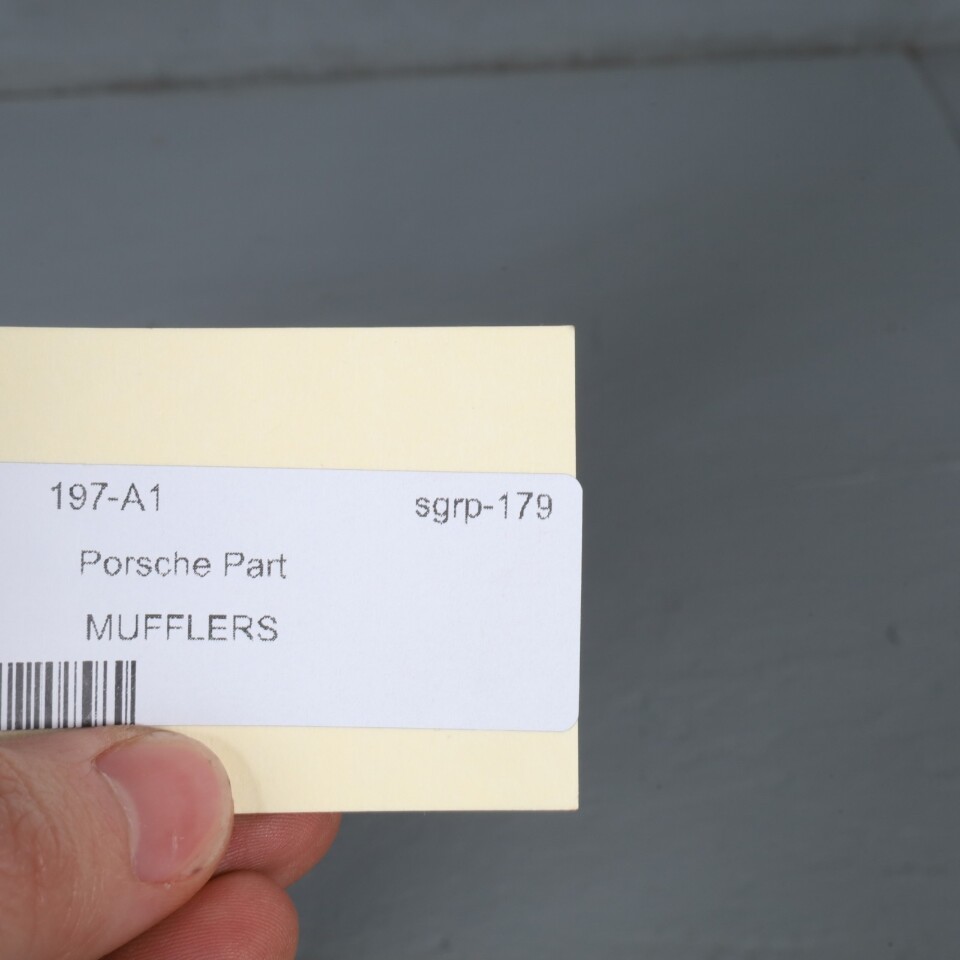 197-A1 sgrp-179
Porsche Part
MUFFLERS